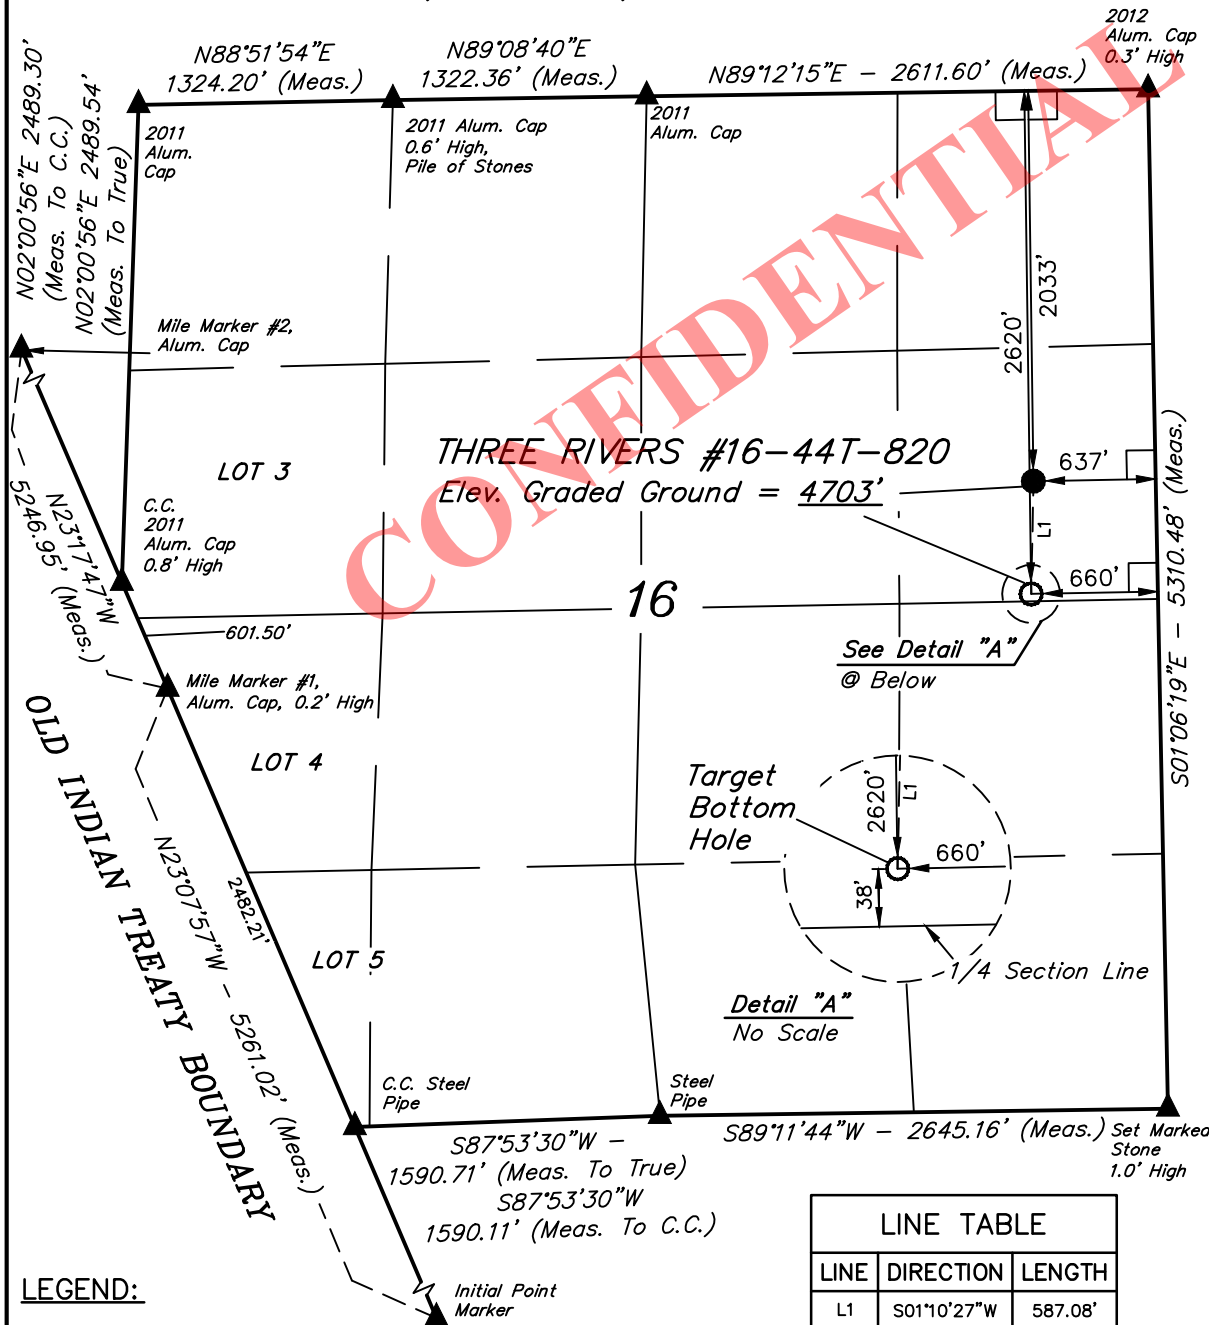 2012
Alum. Cap
0.3' High
N88°51'54"E
1324.20' (Meas.)
N89°08'40"E
1322.36' (Meas.)
N89°12'15"E - 2611.60' (Meas.)
N02°00'56"E 2489.30'
(Meas. To C.C.)
N02°00'56"E 2489.54'
(Meas. To True)
2011
Alum.
Cap
2011 Alum. Cap
0.6' High,
Pile of Stones
2011
Alum. Cap
CONFIDENTIAL
2620'
2033'
Mile Marker #2,
Alum. Cap
THREE RIVERS #16-44T-820
Elev. Graded Ground = 4703'
LOT 3
637'
C.C.
2011
Alum. Cap
0.8' High
N23°17'47"W
5246.95' (Meas.)
L1
660'
16
601.50'
S01°06'19"E - 5310.48' (Meas.)
See Detail "A"
@ Below
Mile Marker #1,
Alum. Cap, 0.2' High
OLD INDIAN TREATY BOUNDARY
LOT 4
Target
Bottom
Hole
2620'
L1
660'
38'
N23°07'57"W - 5261.02' (Meas.)
2482.21'
LOT 5
1/4 Section Line
Detail "A"
No Scale
C.C. Steel
Pipe
Steel
Pipe
S87°53'30"W -
1590.71' (Meas. To True)
S87°53'30"W
1590.11' (Meas. To C.C.)
S89°11'44"W - 2645.16' (Meas.)
Set Marked
Stone
1.0' High
LINE TABLE
LINE DIRECTION LENGTH
L1 S01°10'27"W 587.08'
LEGEND:
Initial Point
Marker